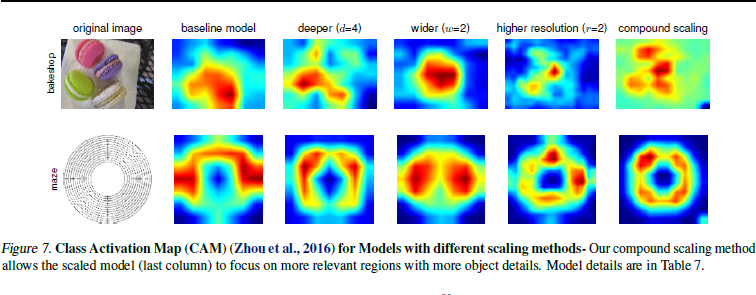 original image baseline model deeper (d=4) wider (w=2) higher resolution (r=2) compound scaling
bakeshop
maze
Figure 7. Class Activation Map (CAM) (Zhou et al., 2016) for Models with different scaling methods- Our compound scaling method
allows the scaled model (last column) to focus on more relevant regions with more object details. Model details are in Table 7.